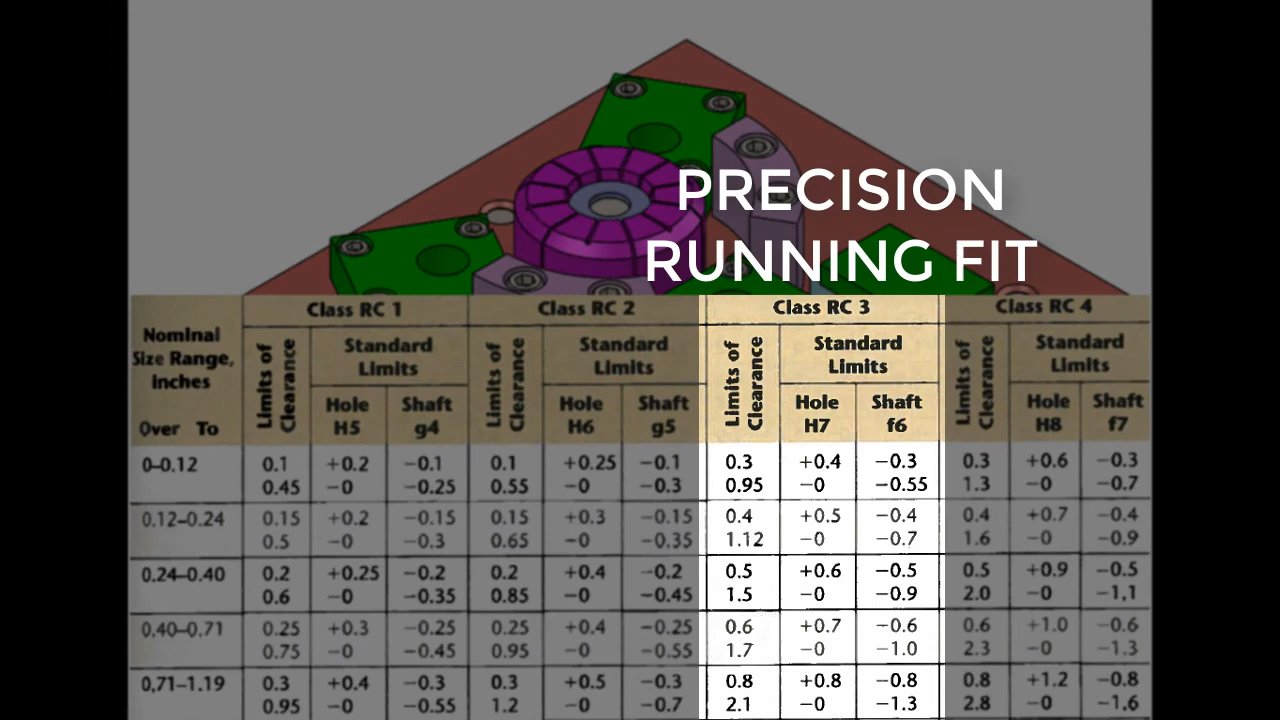 PRECISION
RUNNING FIT
Class RC 1 Class RC 2 Class RC 3 Class RC 4
Nominal Size Range, Inches Over To
Limits of Clearance Standard Limits Limits of Clearance Standard Limits Limits of Clearance Standard Limits Limits of Clearance Standard Limits
Hole H5 Shaft g4 Hole H6 Shaft g5 Hole H7 Shaft f6 Hole H8 Shaft f7
0–0.12 0.1 +0.2 −0.1 0.1 +0.25 −0.1 0.3 +0.4 −0.3 0.3 +0.6 −0.3
0.45 −0 −0.25 0.55 −0 −0.3 0.95 −0 −0.55 1.3 −0 −0.7
0.12–0.24 0.15 +0.2 −0.15 0.15 +0.3 −0.15 0.4 +0.5 −0.4 0.4 +0.7 −0.4
0.5 −0 −0.3 0.65 −0 −0.35 1.12 −0 −0.7 1.6 −0 −0.9
0.24–0.40 0.2 +0.25 −0.2 0.2 +0.4 −0.2 0.5 +0.6 −0.5 0.5 +0.9 −0.5
0.6 −0 −0.35 0.85 −0 −0.45 1.5 −0 −0.9 2.0 −0 −1,1
0.40–0.71 0.25 +0.3 −0.25 0.25 +0.4 −0.25 0.6 +0.7 −0.6 0.6 +1.0 −0.6
0.75 −0 −0.45 0.95 −0 −0.55 1.7 −0 −1.0 2.3 −0 −1.3
0,71–1.19 0.3 +0.4 −0.3 0.3 +0.5 −0.3 0.8 +0.8 −0.8 0.8 +1.2 −0.8
0.95 −0 −0.55 1.2 −0 −0.7 2.1 −0 −1.3 2.8 −0 −1.6